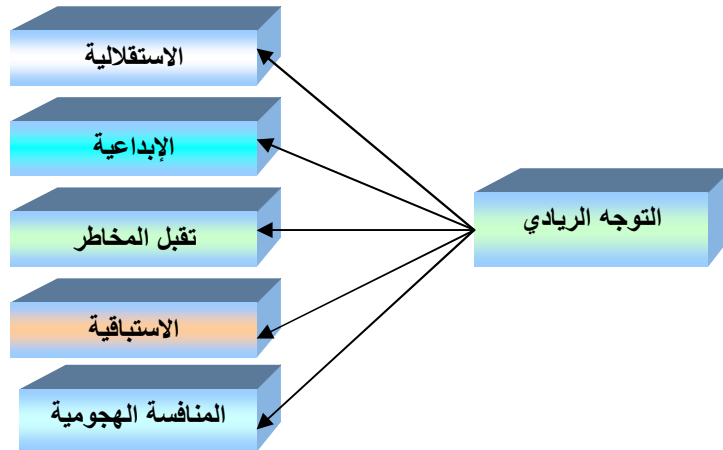 الاستقلالية
الإبداعية
التوجه الريادي
تقبل المخاطر
الاستباقية
المنافسة الهجومية